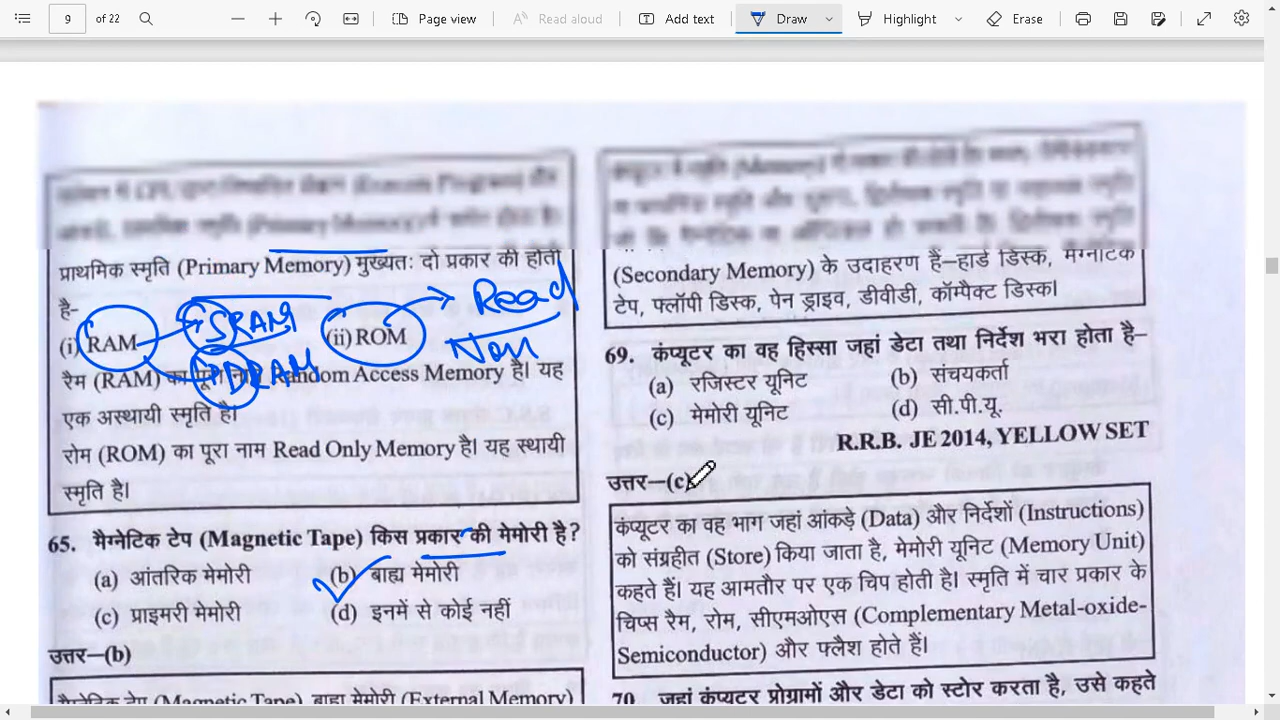 9 of 22 Page view Read aloud Add text Draw Highlight Erase
प्राथमिक स्मृति (Primary Memory) मुख्यतः दो प्रकार की होती
है-
(i) RAM (ii) ROM
SRAM
DRAM
Read
Non
रैम (RAM) का पूरा Random Access Memory है। यह
एक अस्थायी स्मृति है।
रोम (ROM) का पूरा नाम Read Only Memory है। यह स्थायी
स्मृति है।
65. मैग्नेटिक टेप (Magnetic Tape) किस प्रकार की मेमोरी है?
(a) आंतरिक मेमोरी (b) बाह्य मेमोरी
(c) प्राइमरी मेमोरी (d) इनमें से कोई नहीं
उत्तर–(b)
मैग्नेटिक टेप (Magnetic Tape) बाह्य मेमोरी (External Memory)
(Secondary Memory) के उदाहरण हैं–हार्ड डिस्क, मैग्नेटिक
टेप, फ्लॉपी डिस्क, पेन ड्राइव, डीवीडी, कॉम्पैक्ट डिस्क।
69. कंप्यूटर का वह हिस्सा जहां डेटा तथा निर्देश भरा होता है–
(a) रजिस्टर यूनिट (b) संचयकर्ता
(c) मेमोरी यूनिट (d) सी.पी.यू.
R.R.B. JE 2014, YELLOW SET
उत्तर–(c)
कंप्यूटर का वह भाग जहां आंकड़े (Data) और निर्देशों (Instructions)
को संग्रहीत (Store) किया जाता है, मेमोरी यूनिट (Memory Unit)
कहते हैं। यह आमतौर पर एक चिप होती है। स्मृति में चार प्रकार के
चिप्स रैम, रोम, सीएमओएस (Complementary Metal-oxide-
Semiconductor) और फ्लैश होते हैं।
70. जहां कंप्यूटर प्रोग्रामों और डेटा को स्टोर करता है, उसे कहते